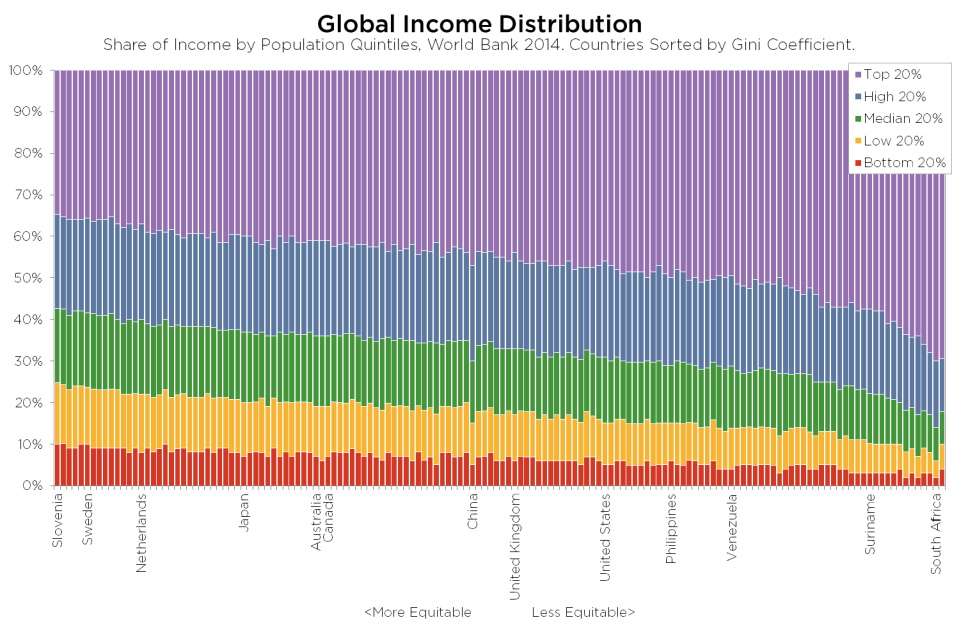 Global Income Distribution
Share of Income by Population Quintiles, World Bank 2014. Countries Sorted by Gini Coefficient.
100%
90%
80%
70%
60%
50%
40%
30%
20%
10%
0%
Top 20%
High 20%
Median 20%
Low 20%
Bottom 20%
Slovenia
Sweden
Netherlands
Japan
Australia
Canada
China
United Kingdom
United States
Philippines
Venezuela
Suriname
South Africa
<More Equitable
Less Equitable>